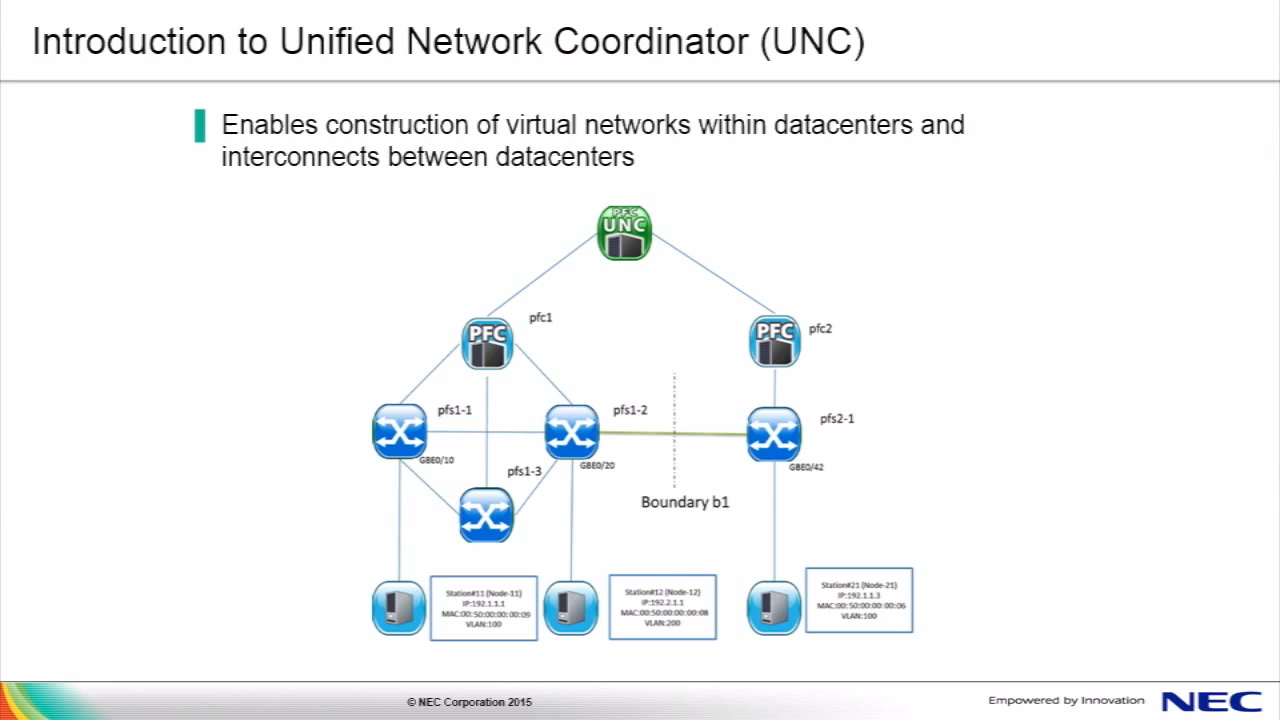 Introduction to Unified Network Coordinator (UNC)
Enables construction of virtual networks within datacenters and
interconnects between datacenters
PFC
UNC
pfc1
PFC
PFC
pfc2
pfs1-1
pfs1-2
pfs2-1
GBE0/10
pfs1-3
GBE0/20
GBE0/42
Boundary b1
Station#11 (Node-11)
IP:192.1.1.1
MAC:00:50:00:00:00:09
VLAN:100
Station#12 (Node-12)
IP:192.2.1.1
MAC:00:50:00:00:00:08
VLAN:200
Station#21 (Node-21)
IP:192.1.1.3
MAC:00:50:00:00:00:06
VLAN:100
© NEC Corporation 2015
Empowered by Innovation
NEC